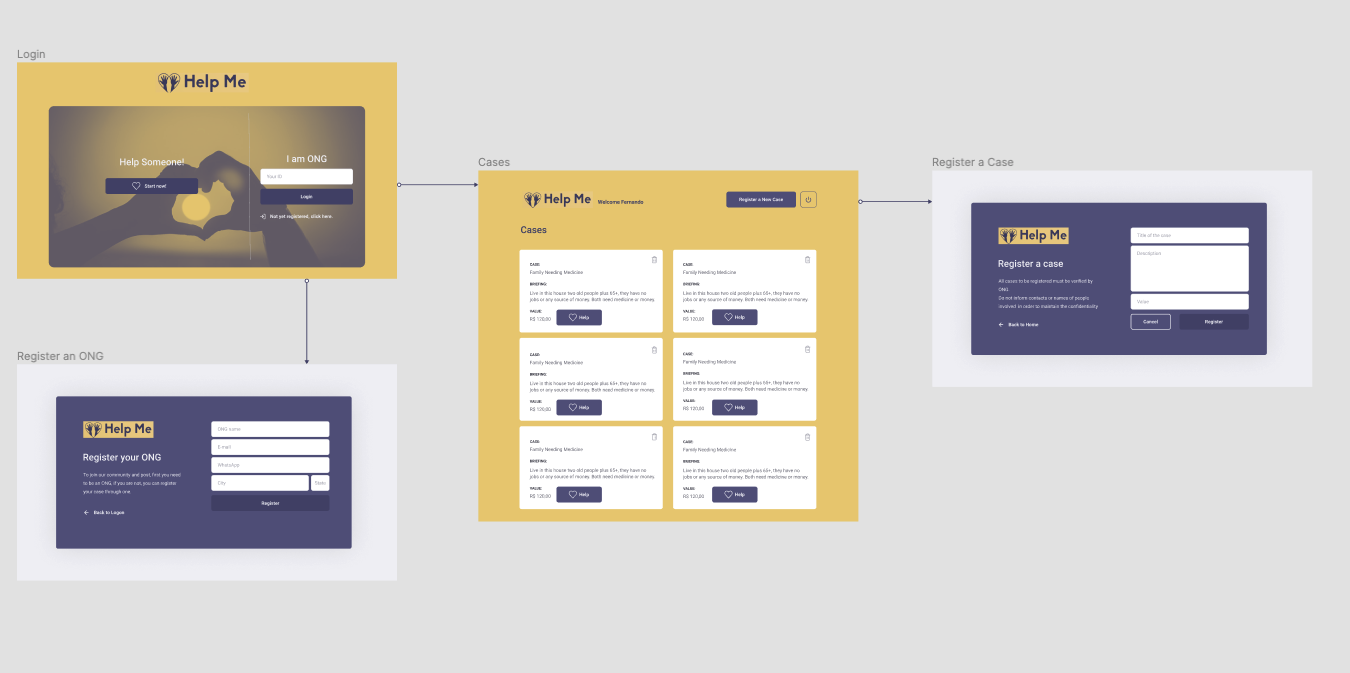 Login
Help Me
Help Someone!
Start now!
I am ONG
Your ID
Login
Not yet registered, click here.
Register an ONG
Help Me
Register your ONG
To join our community and post, first you need
to be an ONG, if you are not, you can register
your case through one.
Back to Logon
ONG name
E-mail
WhatsApp
City
State
Register
Cases
Help Me
Welcome Fernando
Register a New Case
Cases
CASE:
Family Needing Medicine
BRIEFING:
Live in this house two old people plus 65+, they have no
jobs or any source of money. Both need medicine or money.
VALUE:
R$ 120,00
Help
CASE:
Family Needing Medicine
BRIEFING:
Live in this house two old people plus 65+, they have no
jobs or any source of money. Both need medicine or money
VALUE:
R$ 120,00
Help
CASE:
Family Needing Medicine
BRIEFING:
Live in this house two old people plus 65+, they have no
jobs or any source of money. Both need medicine or money.
VALUE:
R$ 120,00
Help
CASE:
Family Needing Medicine
BRIEFING:
Live in this house two old people plus 65+, they have no
jobs or any source of money. Both need medicine or money
VALUE:
R$ 120,00
Help
CASE:
Family Needing Medicine
BRIEFING:
Live in this house two old people plus 65+, they have no
jobs or any source of money. Both need medicine or money.
VALUE:
R$ 120,00
Help
CASE:
Family Needing Medicine
BRIEFING:
Live in this house two old people plus 65+, they have no
jobs or any source of money. Both need medicine or money
VALUE:
R$ 120,00
Help
Register a Case
Help Me
Register a case
All cases to be registered must be verified by
ONG.
Do not inform contacts or names of people
involved in order to maintain the confidentiality
Back to Home
Title of the case
Description
Value
Cancel
Register